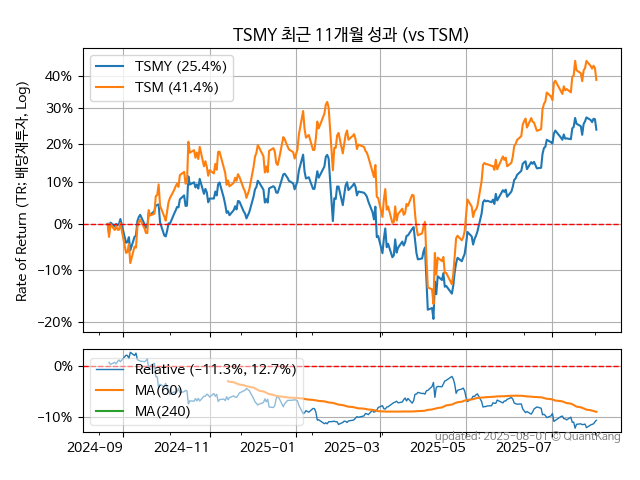 TSMY 최근 11개월 성과 (vs TSM)
Rate of Return (TR: 배당재투자, Log)
TSMY (25.4%)
TSM (41.4%)
40%
30%
20%
10%
0%
−10%
−20%
Relative (−11.3%, 12.7%)
MA(60)
MA(240)
0%
−10%
2024−09
2024−11
2025−01
2025−03
2025−05
2025−07
updated: 2025−08−01 © QuantKang